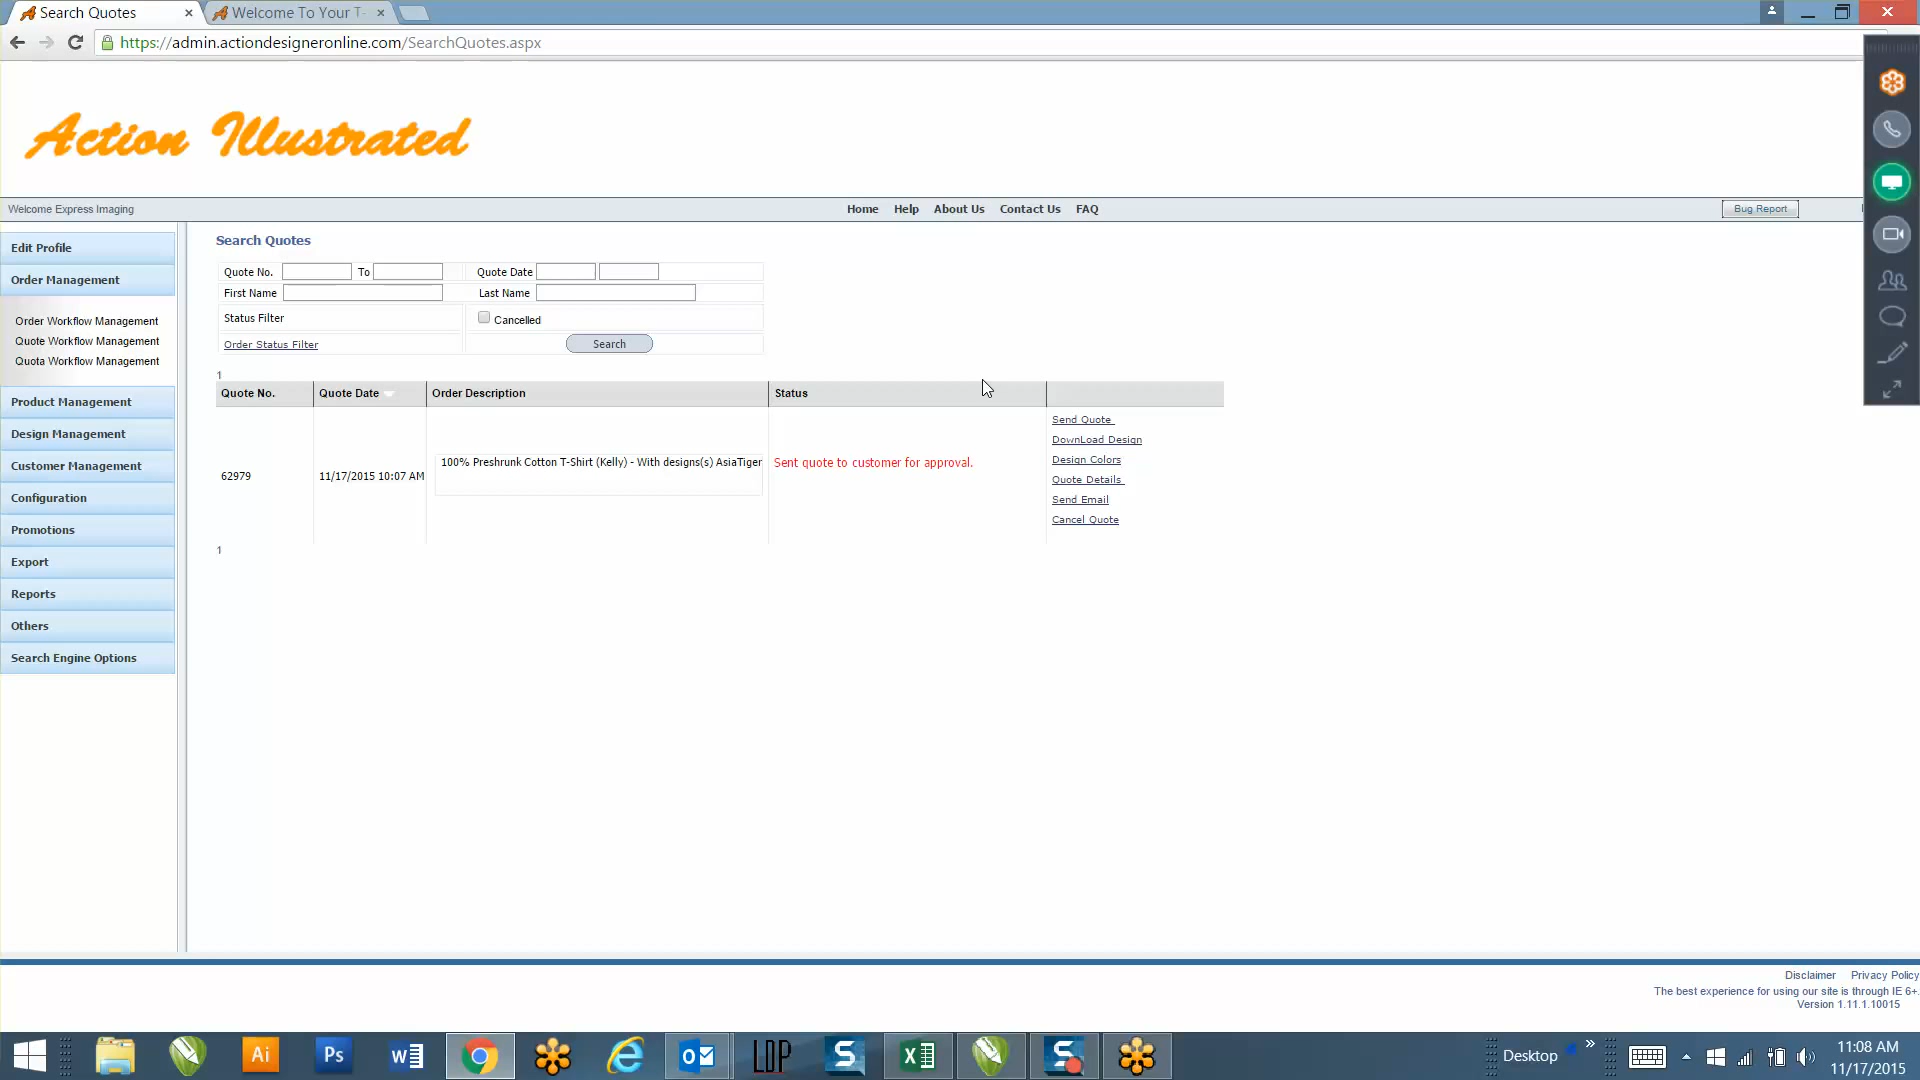 Search Quotes
Welcome To Your T-
https://admin.actiondesigneronline.com/SearchQuotes.aspx
Action Illustrated
Welcome Express Imaging
Home Help About Us Contact Us FAQ
Bug Report
Edit Profile
Order Management
Order Workflow Management
Quote Workflow Management
Quota Workflow Management
Product Management
Design Management
Customer Management
Configuration
Promotions
Export
Reports
Others
Search Engine Options
Search Quotes
Quote No. To Quote Date
First Name Last Name
Status Filter Cancelled
Order Status Filter Search
1
Quote No. Quote Date Order Description Status
62979 11/17/2015 10:07 AM 100% Preshrunk Cotton T-Shirt (Kelly) - With designs(s) AsiaTiger Sent quote to customer for approval.
Send Quote
DownLoad Design
Design Colors
Quote Details
Send Email
Cancel Quote
1
Disclaimer Privacy Policy
The best experience for using our site is through IE 6+.
Version 1.11.1.10015
Ai
Ps
LDP
Desktop
11:08 AM
11/17/2015